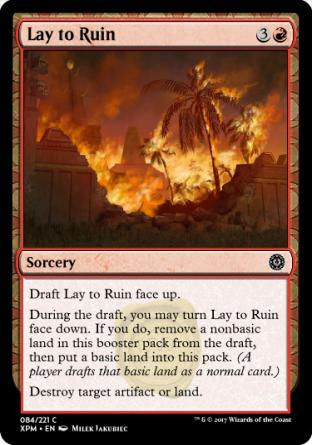 Lay to Ruin 3
Sorcery
Draft Lay to Ruin face up.
During the draft, you may turn Lay to Ruin
face down. If you do, remove a nonbasic
land in this booster pack from the draft,
then put a basic land into this pack. (A
player drafts that basic land as a normal card.)
Destroy target artifact or land.
084/221 C
XPM • EN MILEK JAKUBIEC
™ & © 2017 Wizards of the Coast